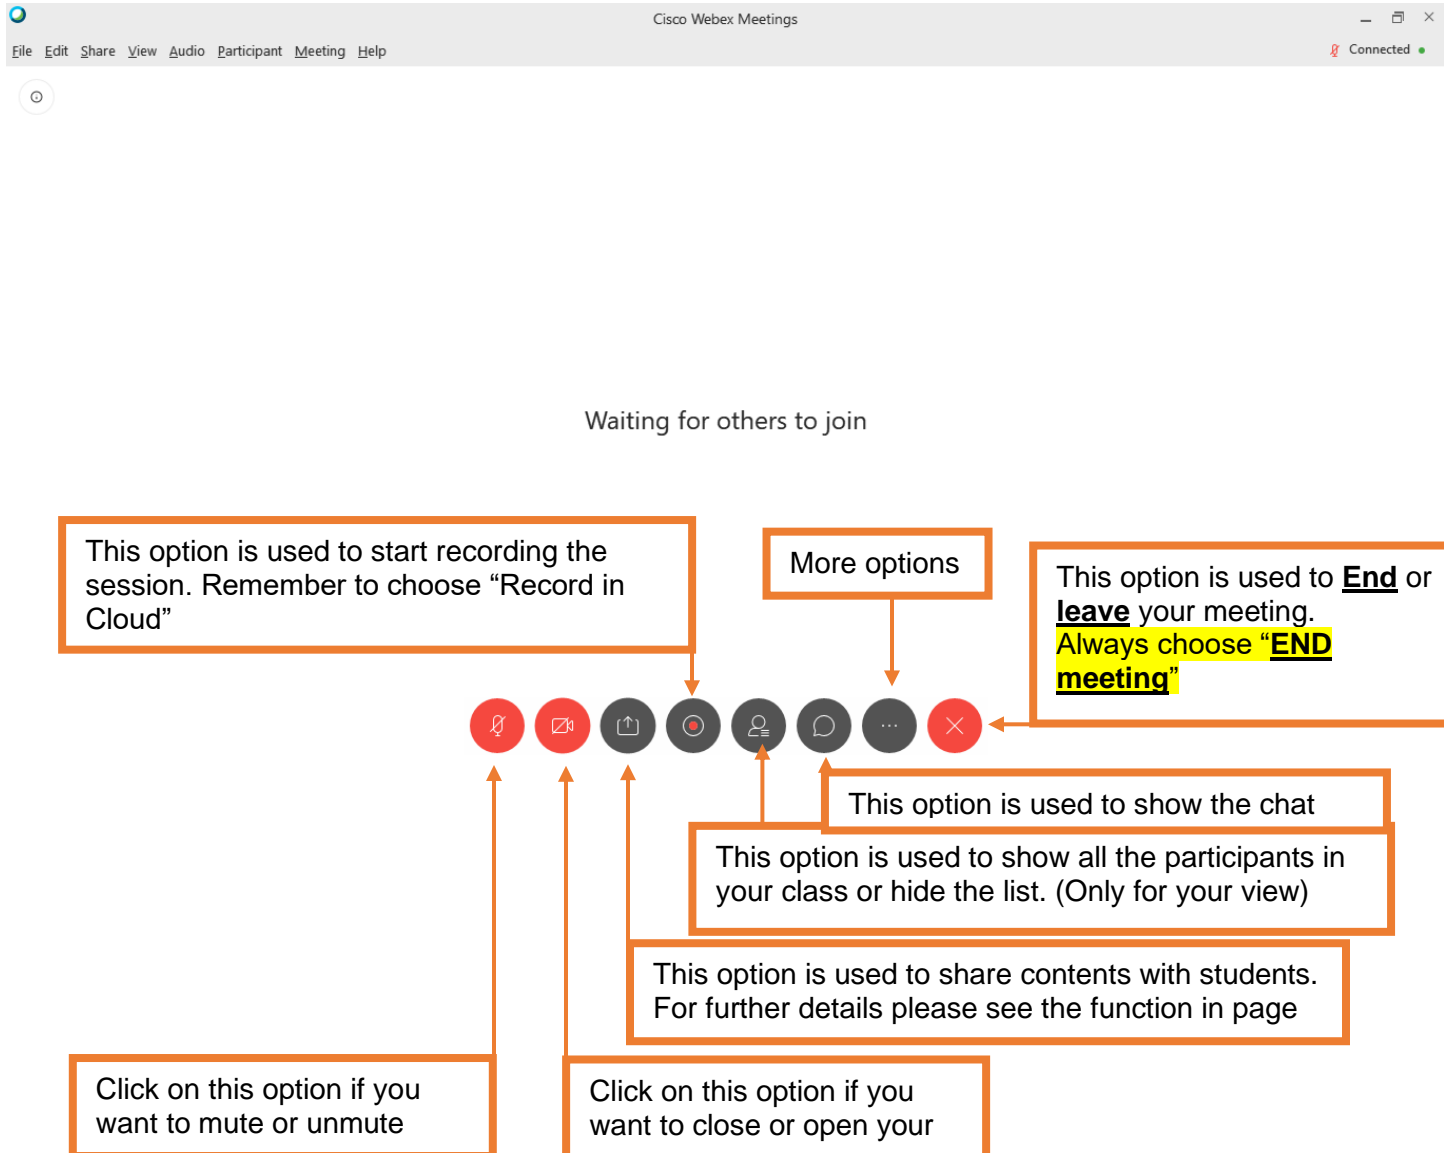 Cisco Webex Meetings
File Edit Share View Audio Participant Meeting Help
Connected
Waiting for others to join
This option is used to start recording the
session. Remember to choose “Record in
Cloud”
More options
This option is used to End or
leave your meeting.
Always choose “END
meeting”
This option is used to show the chat
This option is used to show all the participants in
your class or hide the list. (Only for your view)
This option is used to share contents with students.
For further details please see the function in page
Click on this option if you
want to mute or unmute
Click on this option if you
want to close or open your